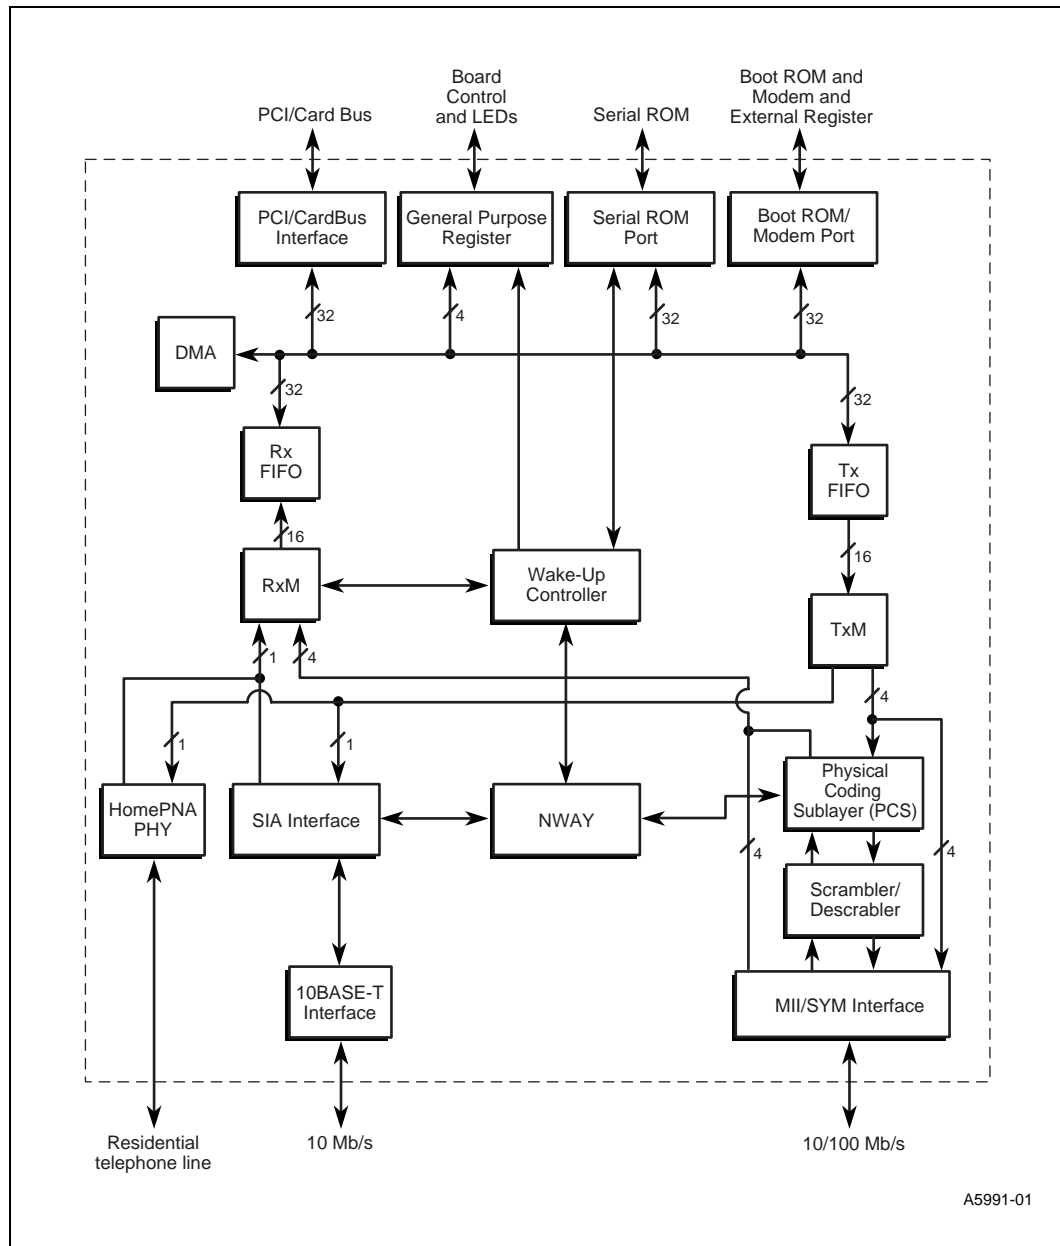 Board
Control
and LEDs
Boot ROM and
Modem and
External Register
PCI/Card Bus
Serial ROM
PCI/CardBus
Interface
General Purpose
Register
Serial ROM
Port
Boot ROM/
Modem Port
32
4
32
32
DMA
32
32
Rx
FIFO
Tx
FIFO
16
16
RxM
Wake-Up
Controller
TxM
1
4
4
1
1
HomePNA
PHY
SIA Interface
NWAY
Physical
Coding
Sublayer (PCS)
4
4
Scrambler/
Descrabler
10BASE-T
Interface
MII/SYM Interface
Residential
telephone line
10 Mb/s
10/100 Mb/s
A5991-01